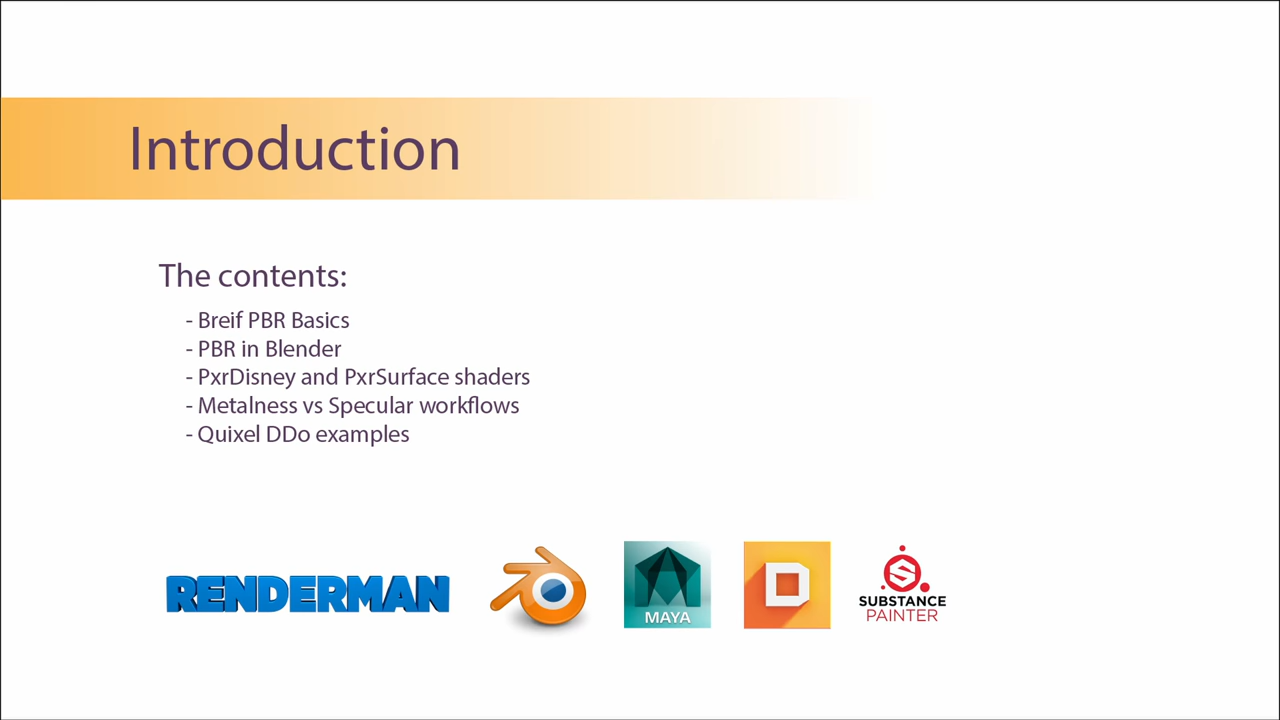 Introduction
The contents:
- Breif PBR Basics
- PBR in Blender
- PxrDisney and PxrSurface shaders
- Metalness vs Specular workflows
- Quixel DDo examples
RENDERMAN
MAYA
D
S
SUBSTANCE
PAINTER